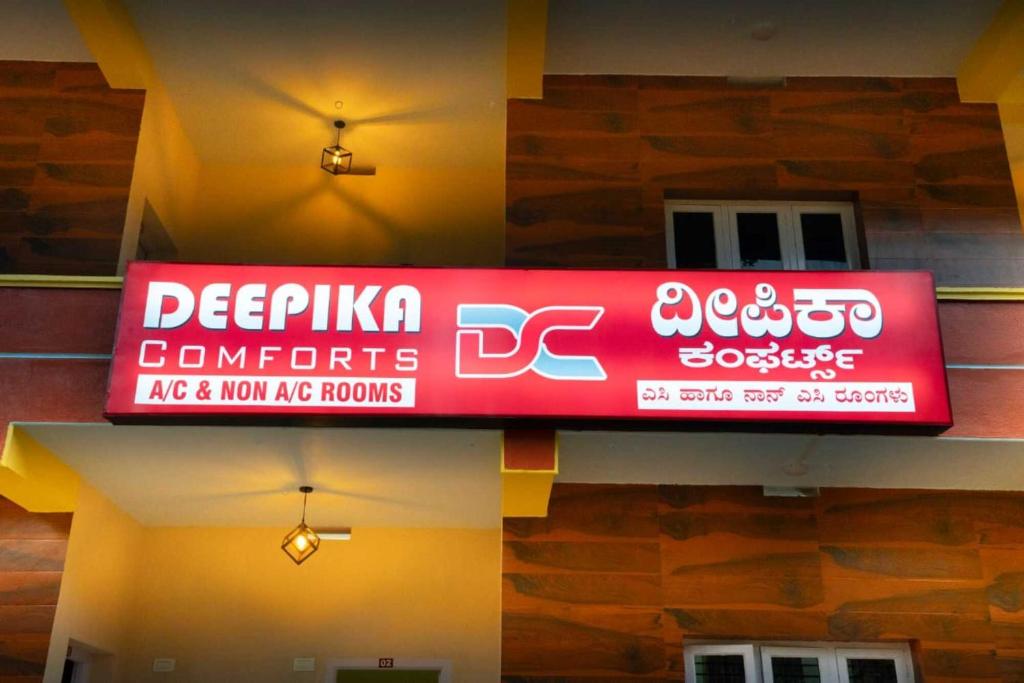 DEEPIKA
COMFORTS
A/C & NON A/C ROOMS
DC
ದೀಪಿಕಾ
ಕಂಫರ್ಟ್ಸ್
ಎಸಿ ಹಾಗೂ ನಾನ್ ಎಸಿ ರೂಂಗಳು
02